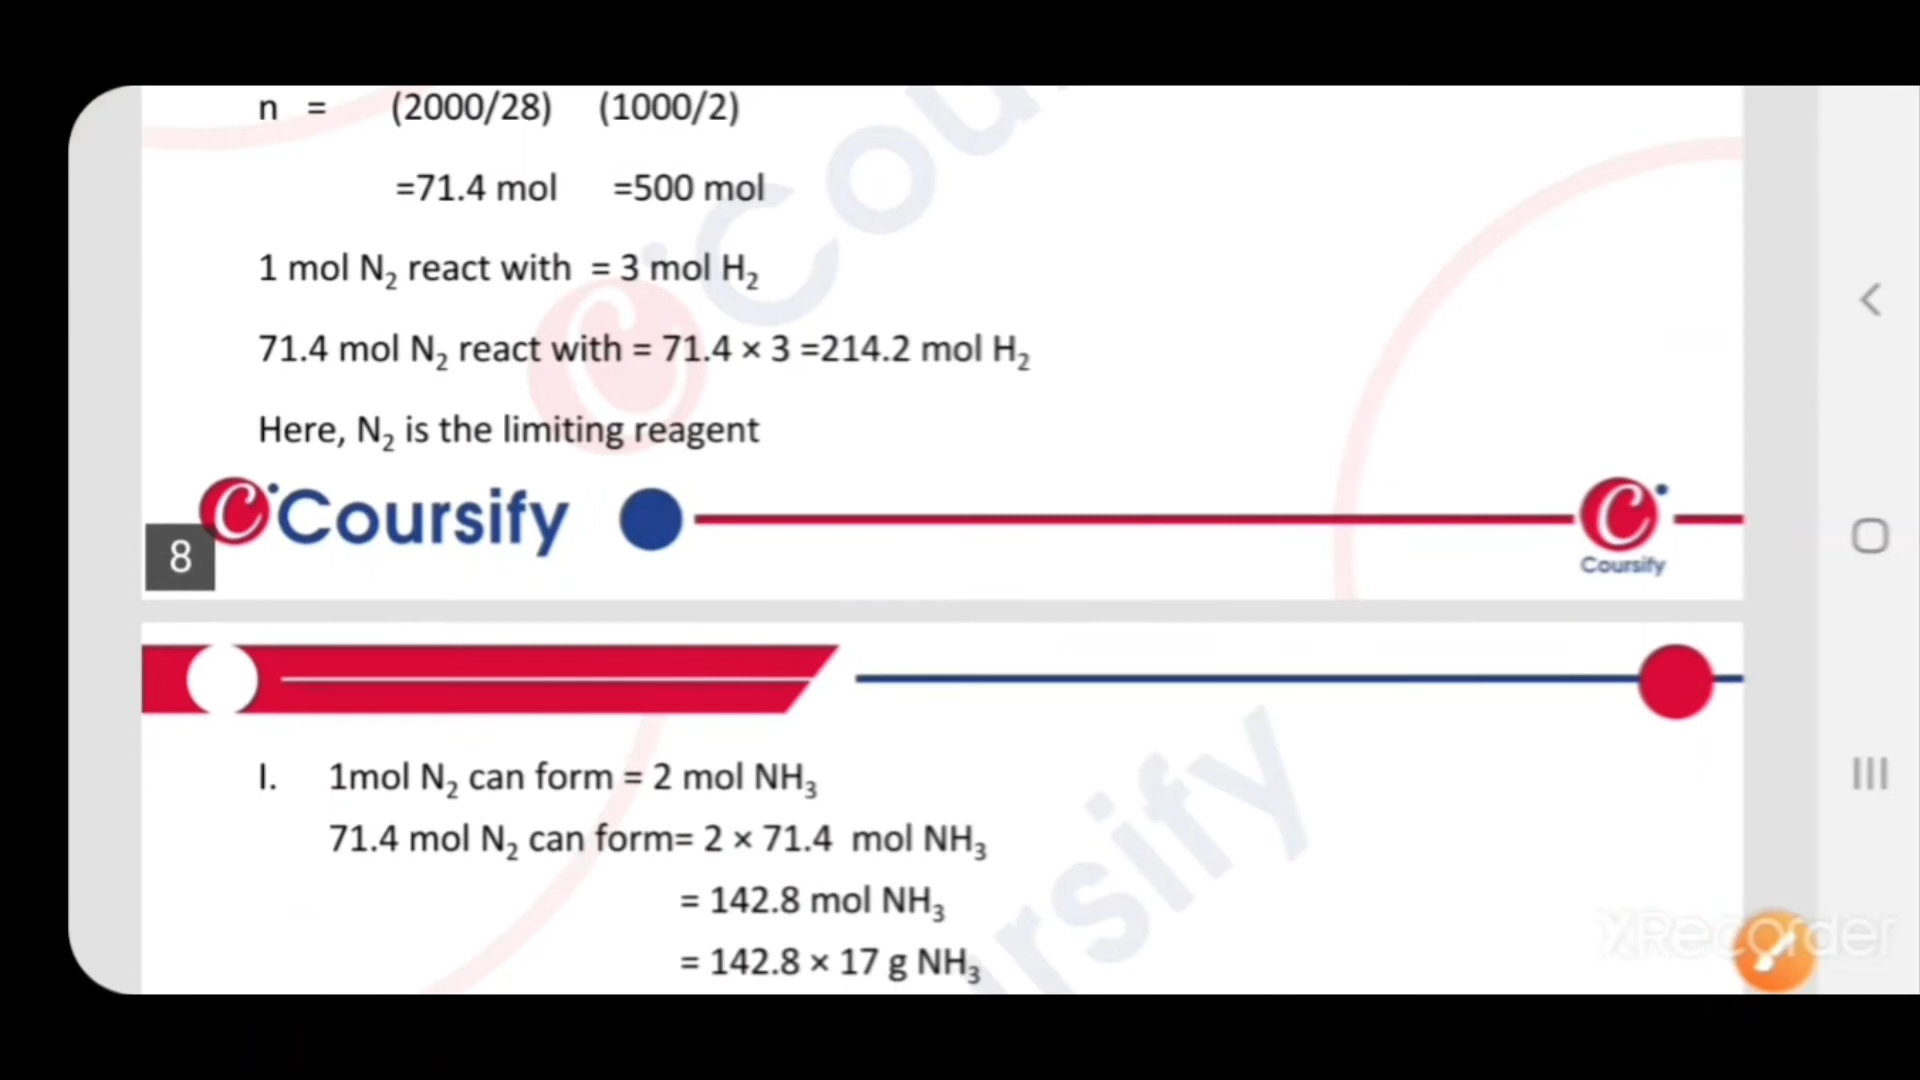 n = (2000/28) (1000/2)
=71.4 mol =500 mol
1 mol N₂ react with = 3 mol H₂
71.4 mol N₂ react with = 71.4 × 3 =214.2 mol H₂
Here, N₂ is the limiting reagent
Coursify
Coursify
8
I. 1mol N₂ can form = 2 mol NH₃
71.4 mol N₂ can form= 2 × 71.4 mol NH₃
= 142.8 mol NH₃
= 142.8 × 17 g NH₃
XRecorder